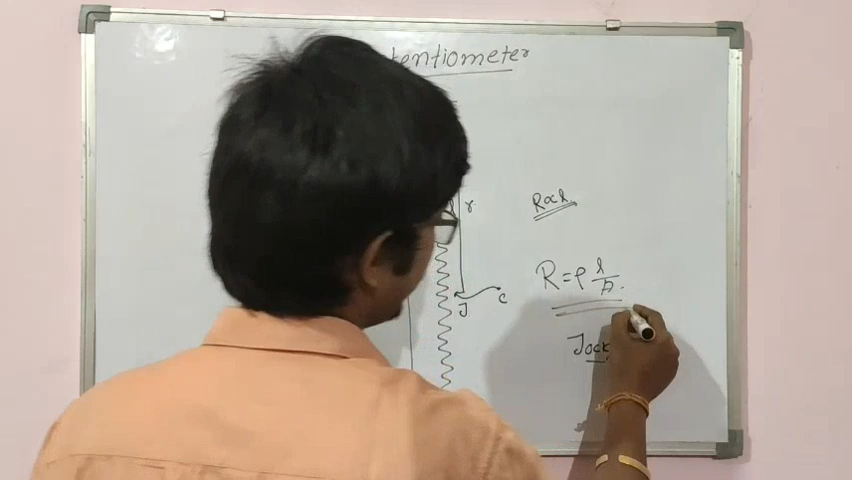 tentiometer
r
R∝l
R=ρ l/A.
J
C
Jock